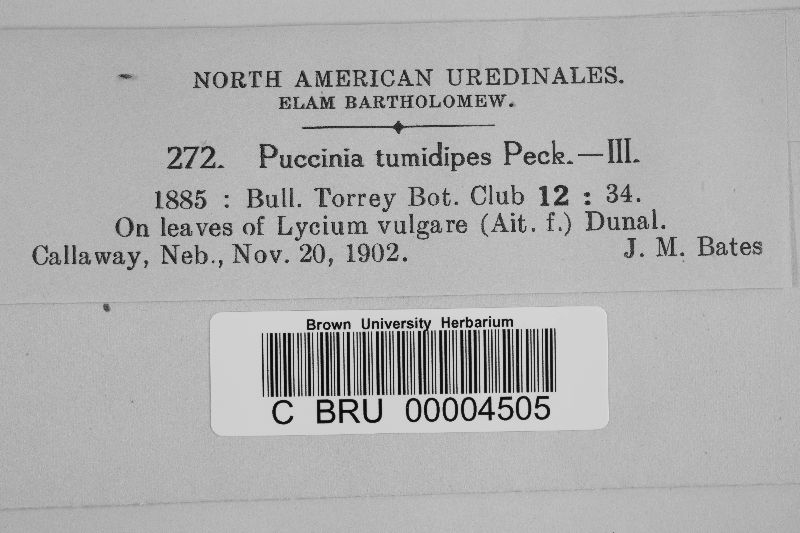 NORTH AMERICAN UREDINALES.
ELAM BARTHOLOMEW.
272. Puccinia tumidipes Peck.—III.
1885 : Bull. Torrey Bot. Club 12 : 34.
On leaves of Lycium vulgare (Ait. f.) Dunal.
Callaway, Neb., Nov. 20, 1902. J. M. Bates
Brown University Herbarium
C BRU 00004505